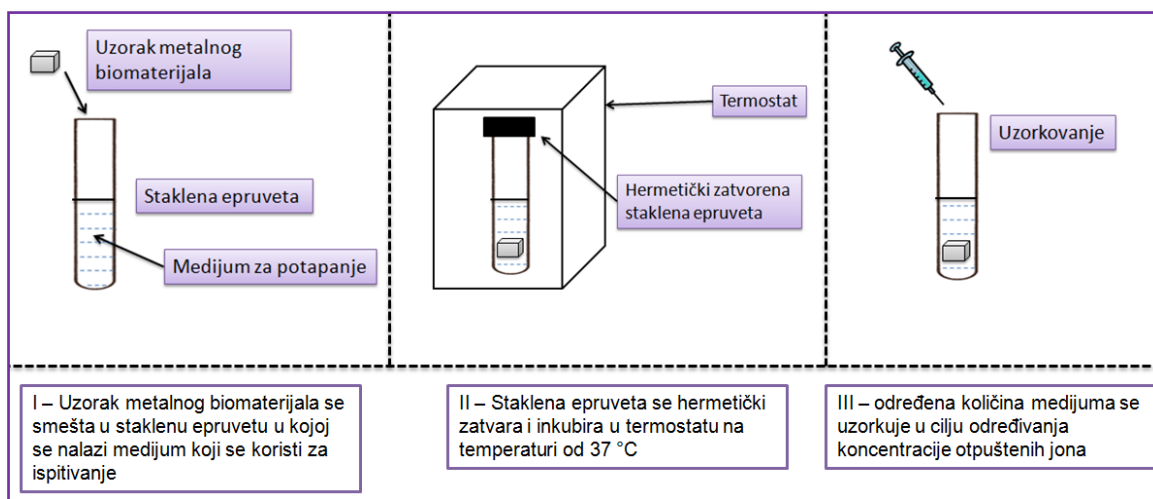 Uzorak metalnog
biomaterijala
Staklena epruveta
Medijum za potapanje
Termostat
Hermetički zatvorena
staklena epruveta
Uzorkovanje
I – Uzorak metalnog biomaterijala se
smešta u staklenu epruvetu u kojoj
se nalazi medijum koji se koristi za
ispitivanje
II – Staklena epruveta se hermetički
zatvara i inkubira u termostatu na
temperaturi od 37 °C
III – određena količina medijuma se
uzorkuje u cilju određivanja
koncentracije otpuštenih jona